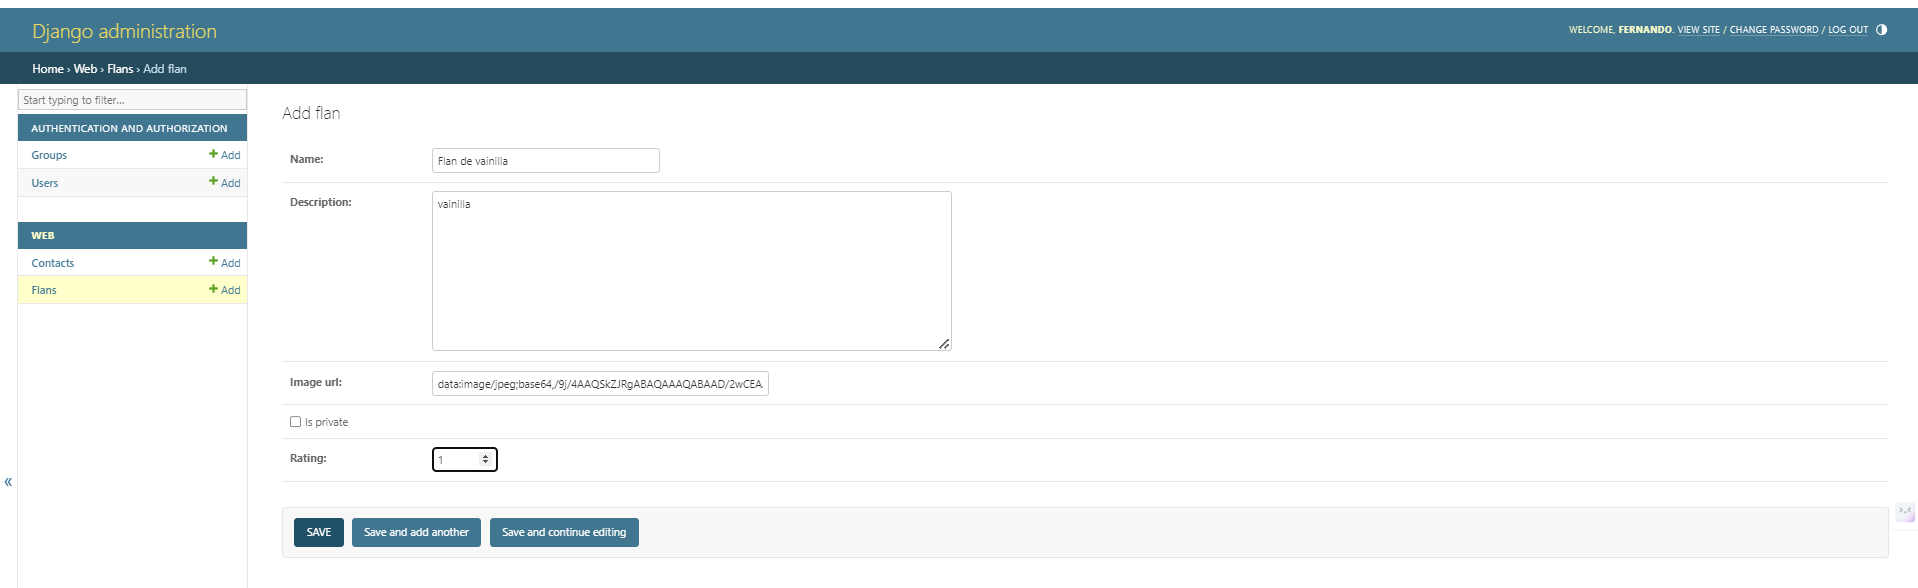 Django administration
WELCOME, FERNANDO. VIEW SITE / CHANGE PASSWORD / LOG OUT
Home › Web › Flans › Add flan
Start typing to filter...
AUTHENTICATION AND AUTHORIZATION
Groups + Add
Users + Add
WEB
Contacts + Add
Flans + Add
«
Add flan
Name: Flan de vainilla
Description: vainilla
Image url: data:image/jpeg;base64,/9j/4AAQSkZJRgABAQAAAQABAAD/2wCEA
Is private
Rating: 1
SAVE Save and add another Save and continue editing